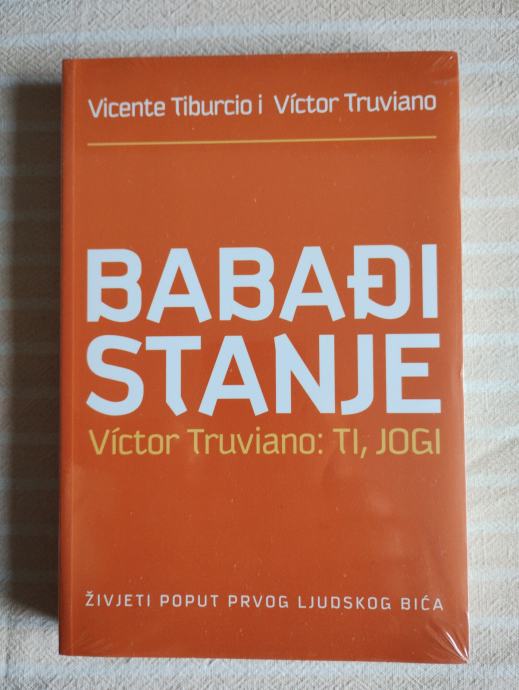 Vicente Tiburcio i Víctor Truviano
BABAĐI
STANJE
Víctor Truviano: TI, JOGI
ŽIVJETI POPUT PRVOG LJUDSKOG BIĆA